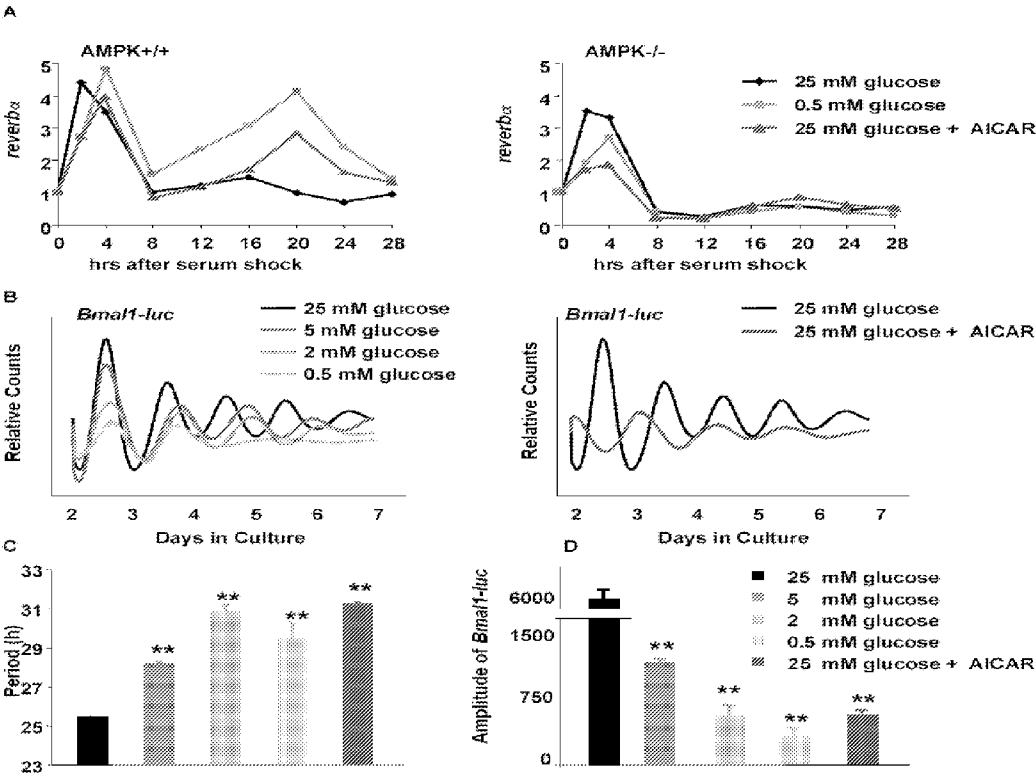 A
AMPK+/+
5
4
3
2
1
0
reverbα
0 4 8 12 16 20 24 28
hrs after serum shock
AMPK-/-
5
4
3
2
1
0
reverbα
0 4 8 12 16 20 24 28
hrs after serum shock
25 mM glucose
0.5 mM glucose
25 mM glucose + AICAR
B
Bmal1-luc
25 mM glucose
5 mM glucose
2 mM glucose
0.5 mM glucose
Relative Counts
2 3 4 5 6 7
Days in Culture
Bmal1-luc
25 mM glucose
25 mM glucose + AICAR
Relative Counts
2 3 4 5 6 7
Days in Culture
C
33
31
29
27
25
23
Period (h)
** ** ** **
D
6000
1500
750
0
Amplitude of Bmal1-luc
** ** ** **
25 mM glucose
5 mM glucose
2 mM glucose
0.5 mM glucose
25 mM glucose + AICAR